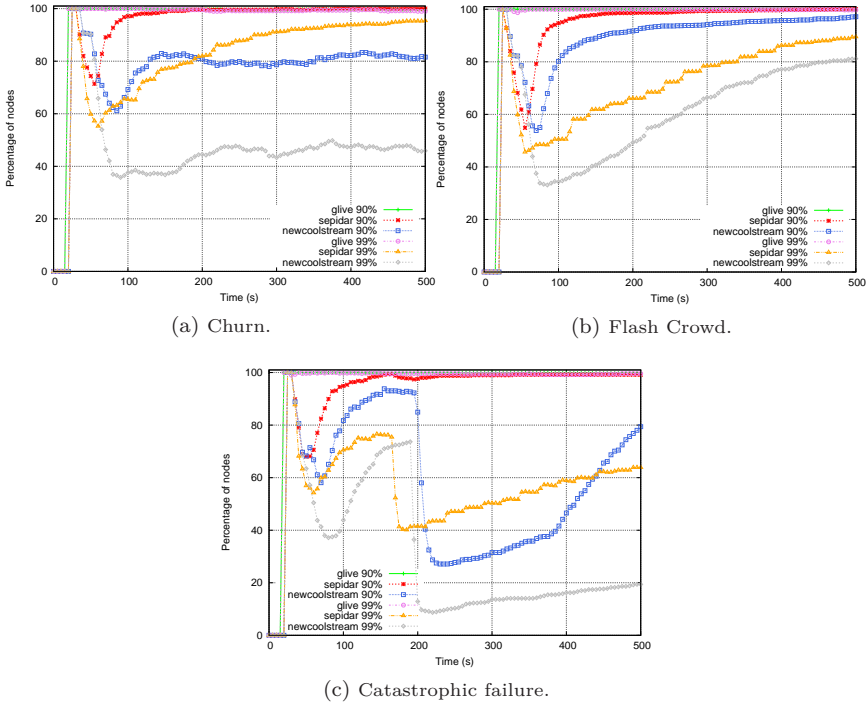 100
80
60
40
20
0
Percentage of nodes
glive 90%
sepidar 90%
newcoolstream 90%
glive 99%
sepidar 99%
newcoolstream 99%
0 100 200 300 400 500
Time (s)
(a) Churn.
100
80
60
40
20
0
Percentage of nodes
glive 90%
sepidar 90%
newcoolstream 90%
glive 99%
sepidar 99%
newcoolstream 99%
0 100 200 300 400 500
Time (s)
(b) Flash Crowd.
100
80
60
40
20
0
Percentage of nodes
glive 90%
sepidar 90%
newcoolstream 90%
glive 99%
sepidar 99%
newcoolstream 99%
0 100 200 300 400 500
Time (s)
(c) Catastrophic failure.